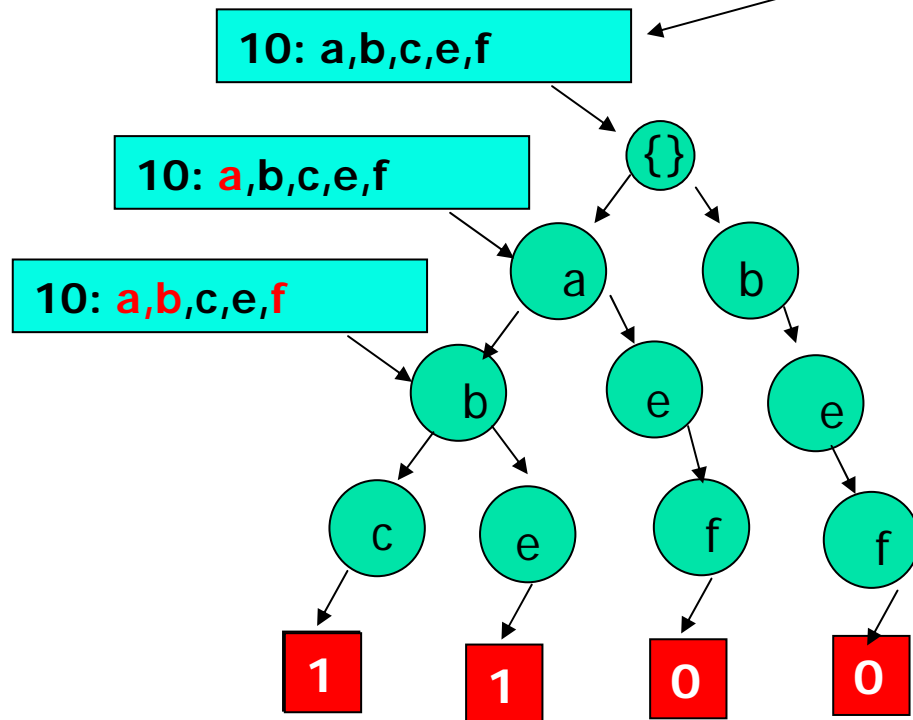 10: a,b,c,e,f
{}
10: a,b,c,e,f
a
b
10: a,b,c,e,f
b
e
e
c
e
f
f
1
1
0
0